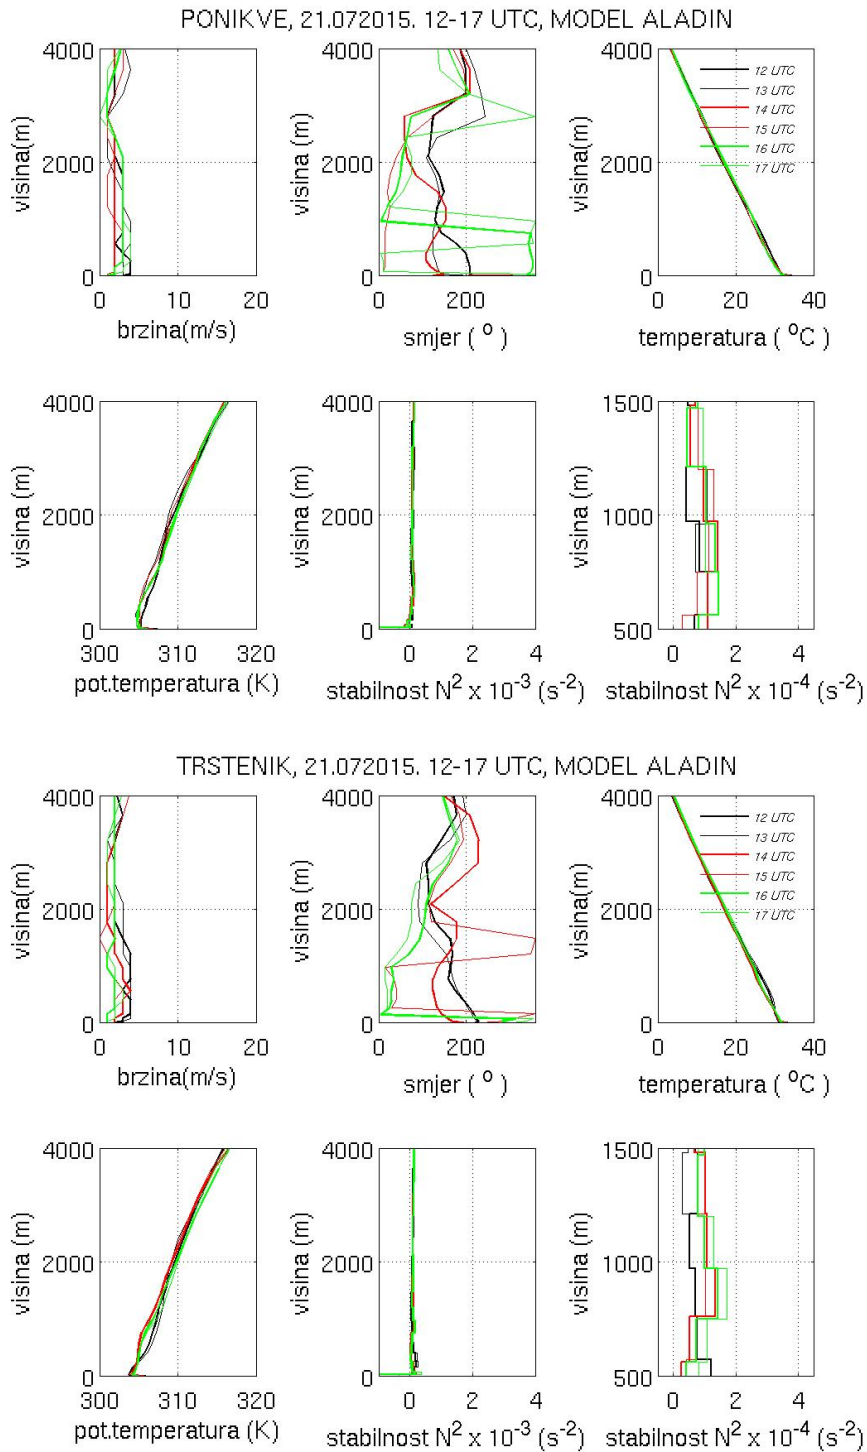 PONIKVE, 21.072015. 12-17 UTC, MODEL ALADIN
visina(m)
4000
2000
0
0 10 20
brzina(m/s)
visina (m)
4000
2000
0
0 200
smjer ( ° )
visina (m)
4000
2000
0
0 20 40
temperatura ( °C )
12 UTC
13 UTC
14 UTC
15 UTC
16 UTC
17 UTC
visina (m)
4000
2000
0
300 310 320
pot.temperatura (K)
visina (m)
4000
2000
0
0 2 4
stabilnost N² x 10⁻³ (s⁻²)
visina (m)
1500
1000
500
0 2 4
stabilnost N² x 10⁻⁴ (s⁻²)
TRSTENIK, 21.072015. 12-17 UTC, MODEL ALADIN
visina(m)
4000
2000
0
0 10 20
brzina(m/s)
visina (m)
4000
2000
0
0 200
smjer ( ° )
visina (m)
4000
2000
0
0 20 40
temperatura ( °C )
12 UTC
13 UTC
14 UTC
15 UTC
16 UTC
17 UTC
visina (m)
4000
2000
0
300 310 320
pot.temperatura (K)
visina (m)
4000
2000
0
0 2 4
stabilnost N² x 10⁻³ (s⁻²)
visina (m)
1500
1000
500
0 2 4
stabilnost N² x 10⁻⁴ (s⁻²)